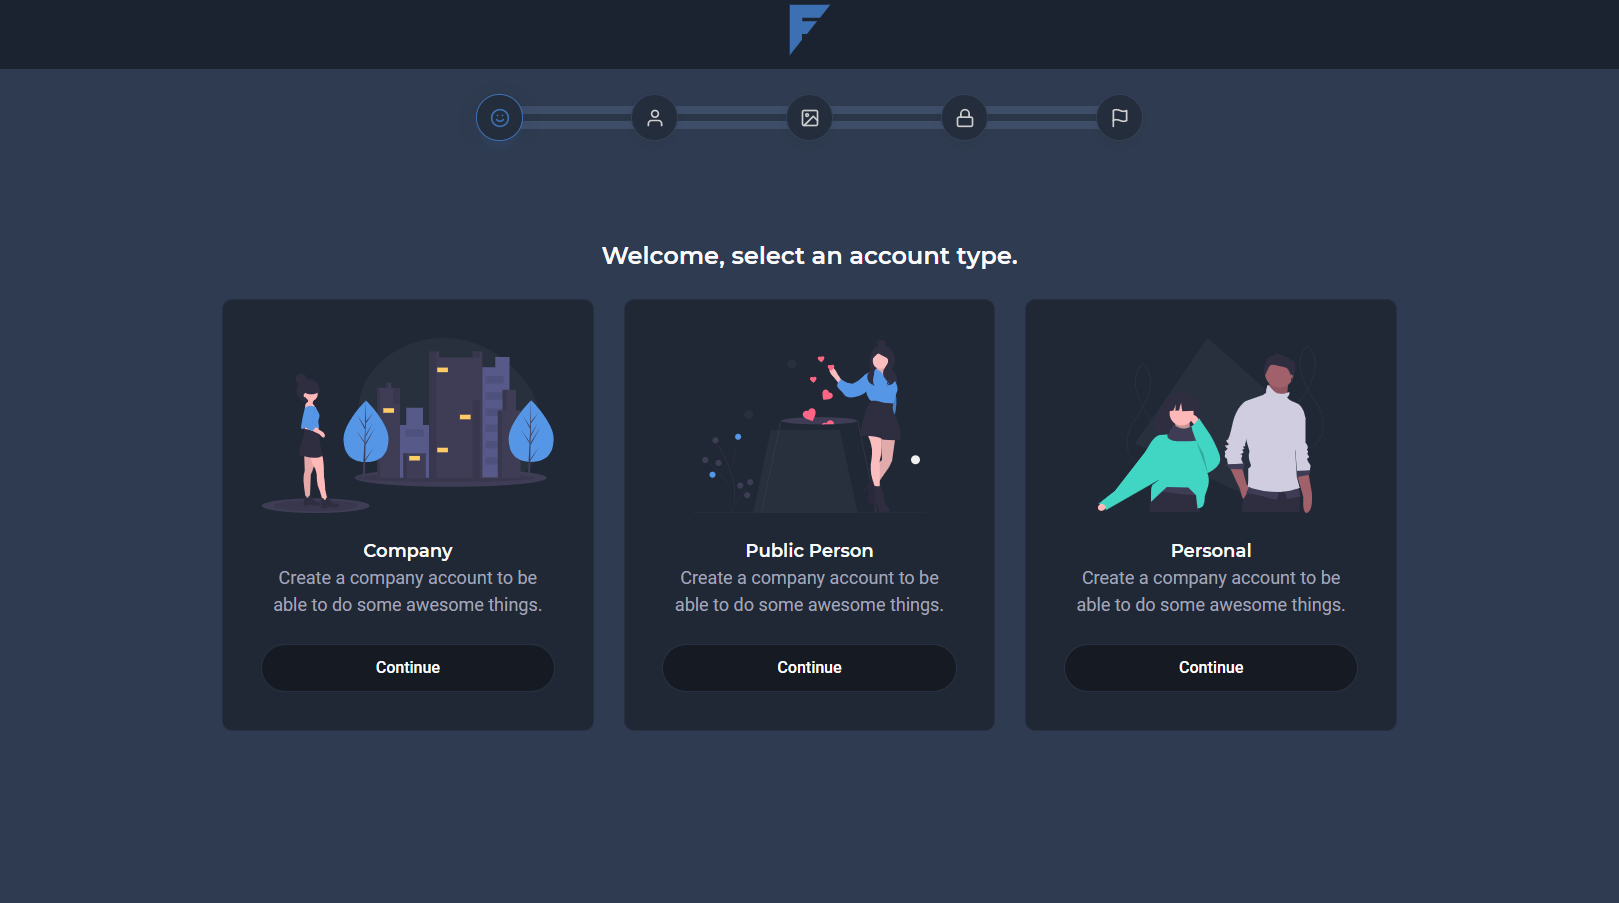 Welcome, select an account type.
Company
Create a company account to be
able to do some awesome things.
Continue
Public Person
Create a company account to be
able to do some awesome things.
Continue
Personal
Create a company account to be
able to do some awesome things.
Continue